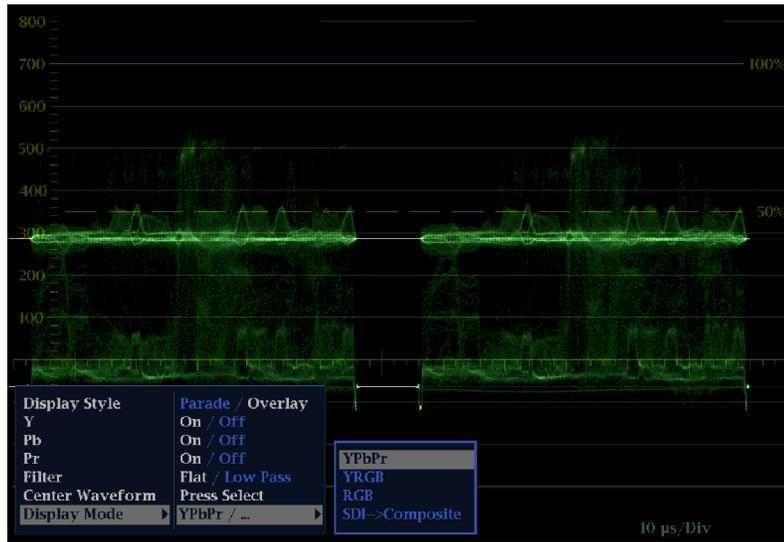 800
700 100%
600
500
400
50%
300
200
100
Display Style Parade / Overlay
Y On / Off
Pb On / Off
Pr On / Off
Filter Flat / Low Pass
Center Waveform Press Select
Display Mode YPbPr / ...
YPbPr
YRGB
RGB
SDI->Composite
10 µs/Div